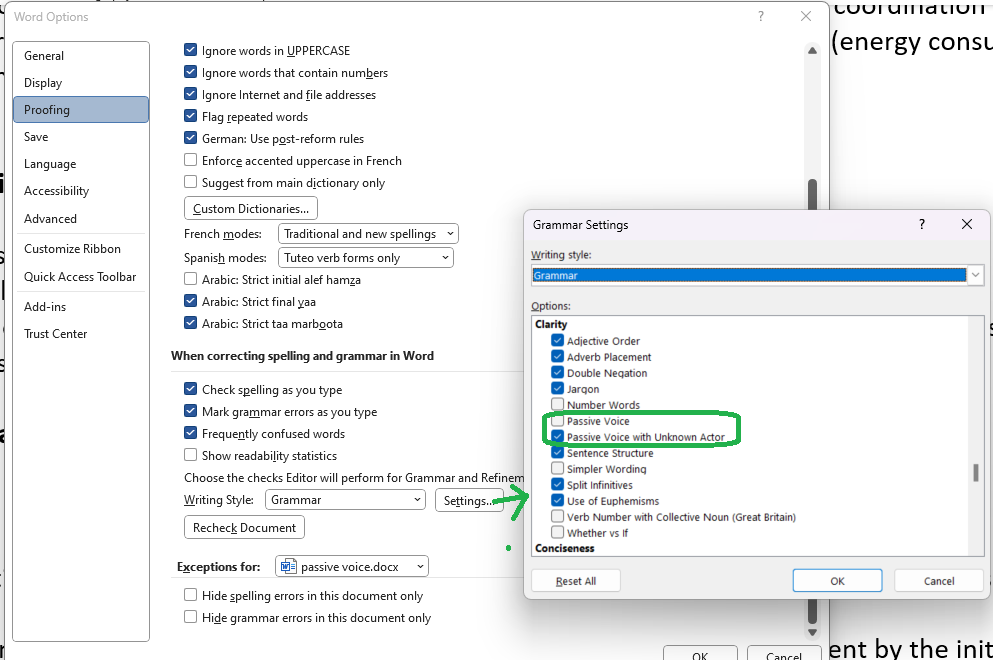 Word Options
?
coordination
(energy consu
General
Display
Proofing
Save
Language
Accessibility
Advanced
Customize Ribbon
Quick Access Toolbar
Add-ins
Trust Center
Ignore words in UPPERCASE
Ignore words that contain numbers
Ignore Internet and file addresses
Flag repeated words
German: Use post-reform rules
Enforce accented uppercase in French
Suggest from main dictionary only
Custom Dictionaries...
French modes: Traditional and new spellings
Spanish modes: Tuteo verb forms only
Arabic: Strict initial alef hamza
Arabic: Strict final yaa
Arabic: Strict taa marboota
When correcting spelling and grammar in Word
Check spelling as you type
Mark grammar errors as you type
Frequently confused words
Show readability statistics
Choose the checks Editor will perform for Grammar and Refinem
Writing Style: Grammar Settings...
Recheck Document
Exceptions for: passive voice.docx
Hide spelling errors in this document only
Hide grammar errors in this document only
OK Cancel
Grammar Settings ?
Writing style:
Grammar
Options:
Clarity
Adjective Order
Adverb Placement
Double Negation
Jargon
Number Words
Passive Voice
Passive Voice with Unknown Actor
Sentence Structure
Simpler Wording
Split Infinitives
Use of Euphemisms
Verb Number with Collective Noun (Great Britain)
Whether vs If
Conciseness
Reset All OK Cancel
ent by the init